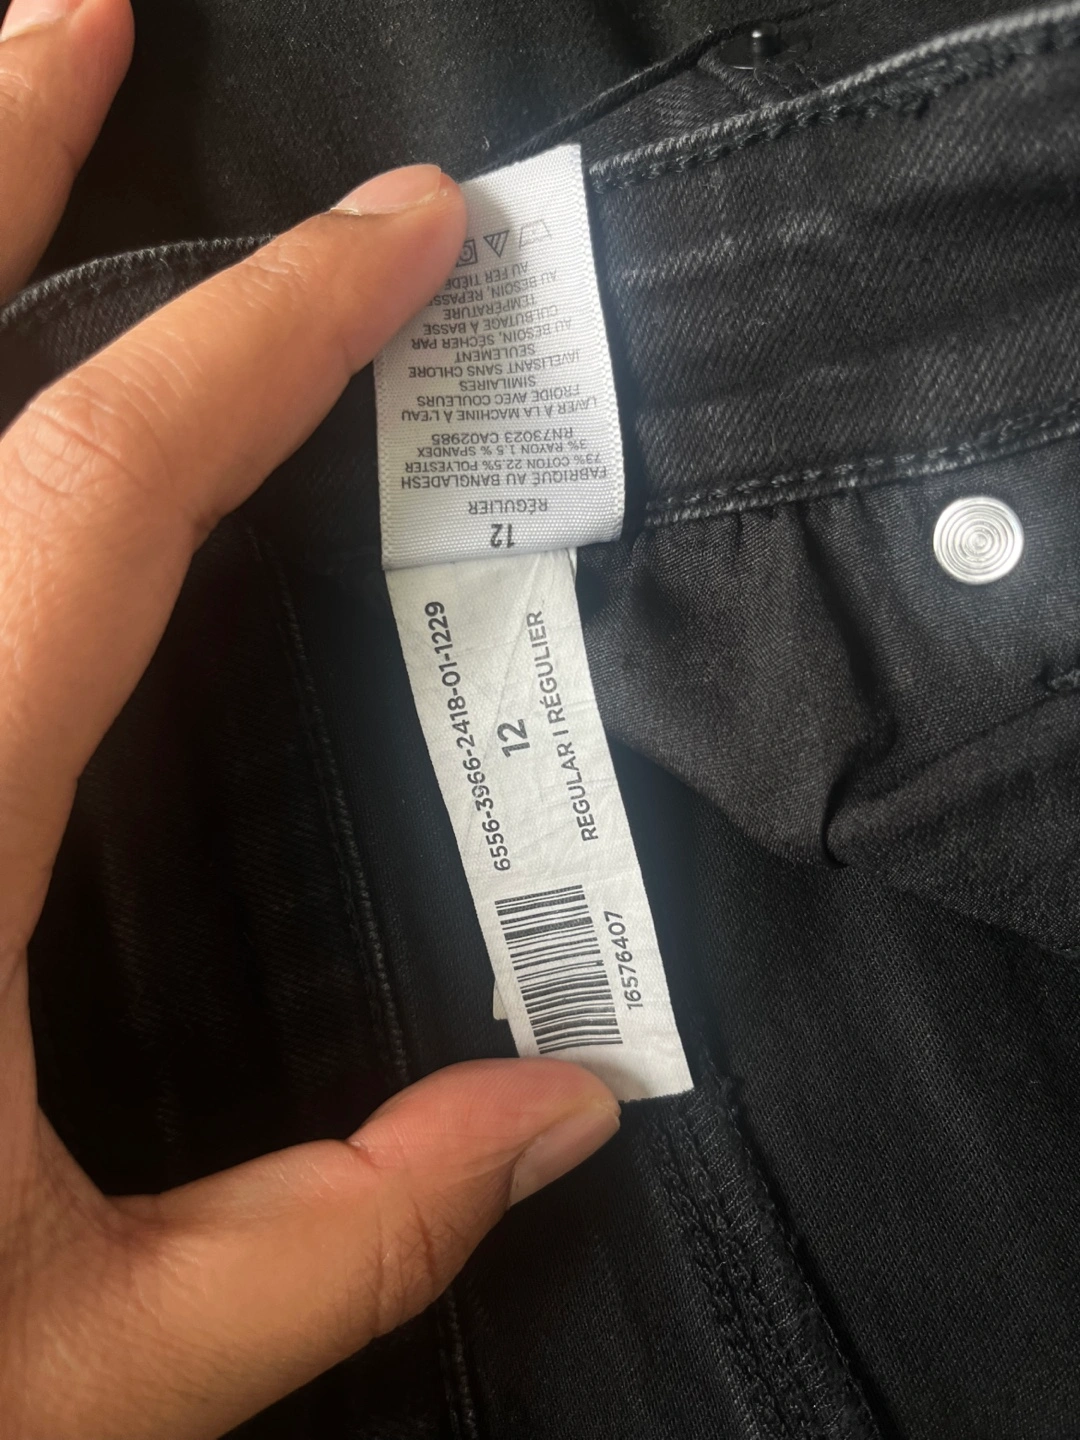 12
RÉGULIER
FABRIQUÉ AU BANGLADESH
73% COTON 22.5% POLYESTER
3% RAYON 1.5 % SPANDEX
RN73023 CA02985
LAVER À LA MACHINE À L'EAU
FROIDE AVEC COULEURS
SIMILAIRES
JAVELISANT SANS CHLORE
SEULEMENT
AU BESOIN, SÉCHER PAR
CULBUTAGE À BASSE
TEMPÉRATURE
AU BESOIN, REPASSE
AU FER TIÈDE
6556-3966-2418-01-1229
12
REGULAR I RÉGULIER
16576407